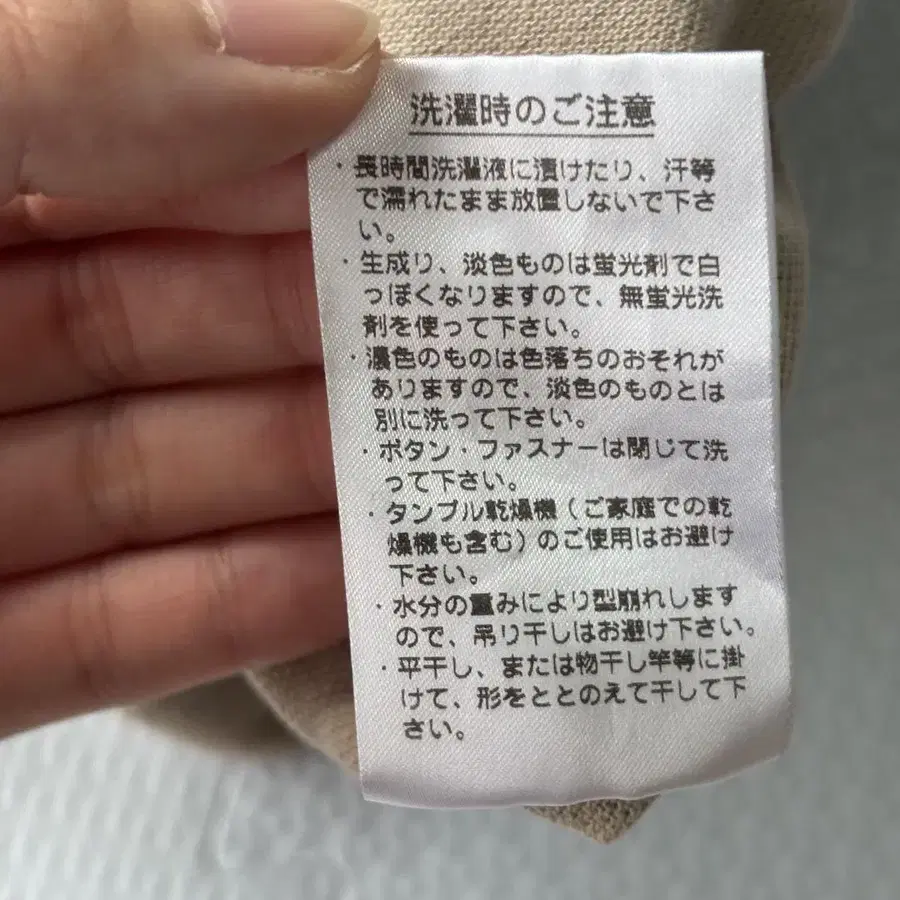 洗濯時のご注意
・長時間洗濯液に漬けたり、汗等
で濡れたまま放置しないで下さ
い。
・生成り、淡色ものは蛍光剤で白
っぽくなりますので、無蛍光洗
剤を使って下さい。
・濃色のものは色落ちのおそれが
ありますので、淡色のものとは
別に洗って下さい。
・ボタン・ファスナーは閉じて洗
って下さい。
・タンブル乾燥機(ご家庭での乾
燥機も含む)のご使用はお避け
下さい。
・水分の重みにより型崩れします
ので、吊り干しはお避け下さい。
・平干し、または物干し竿等に掛
けて、形をととのえて干して下
さい。